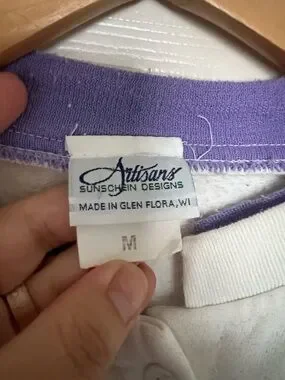 Artisans
SUNSCHEIN DESIGNS
MADE IN GLEN FLORA, WI
M